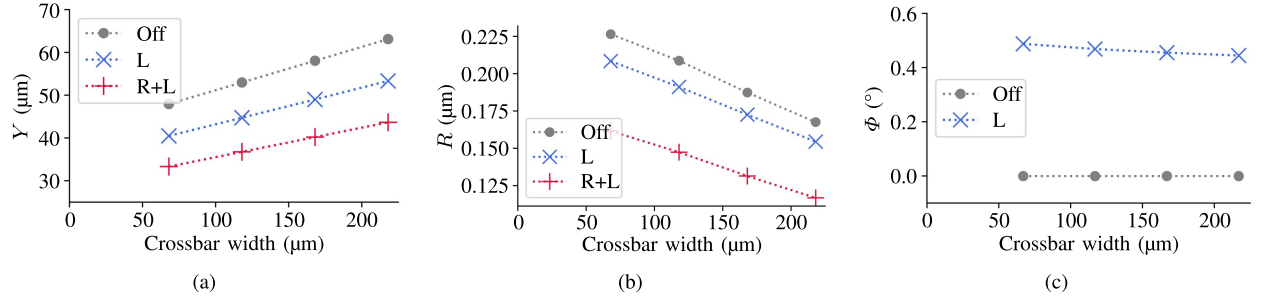 70
60
50
40
30
Y (μm)
0
50
100
150
200
Crossbar width (μm)
Off
L
R+L
(a)
0.225
0.200
0.175
0.150
0.125
R (μm)
0
50
100
150
200
Crossbar width (μm)
Off
L
R+L
(b)
0.6
0.4
0.2
0.0
Φ (°)
0
50
100
150
200
Crossbar width (μm)
Off
L
(c)